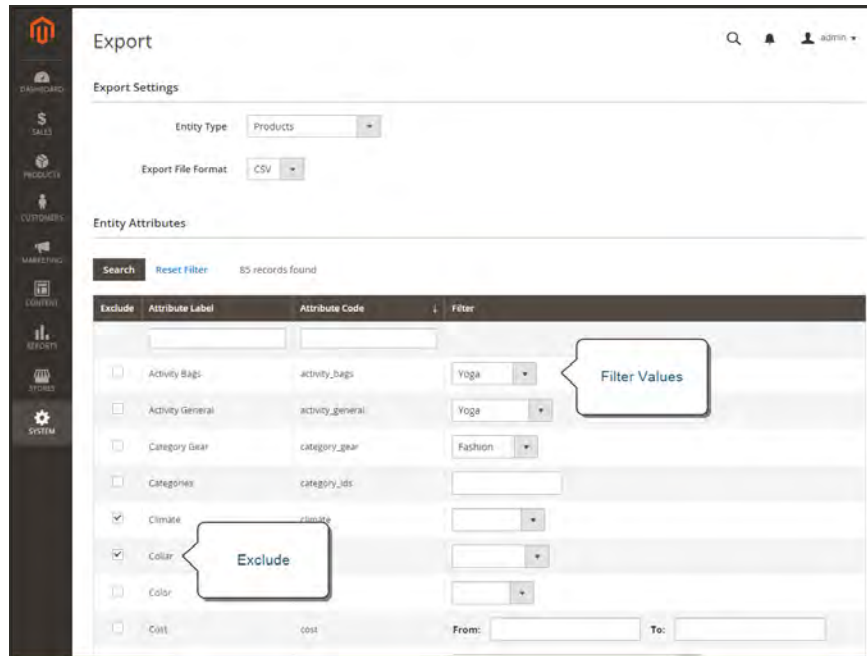 Export
admin
DASHBOARD
SALES
PRODUCTS
CUSTOMERS
MARKETING
CONTENT
REPORTS
STORES
SYSTEM
Export Settings
Entity Type Products
Export File Format CSV
Entity Attributes
Search Reset Filter 85 records found
Exclude Attribute Label Attribute Code ↓ Filter
Activity Bags activity_bags Yoga
Filter Values
Activity General activity_general Yoga
Category Gear category_gear Fashion
Categories category_ids
Climate climate
Collar
Exclude
Color
Cost cost From: To: